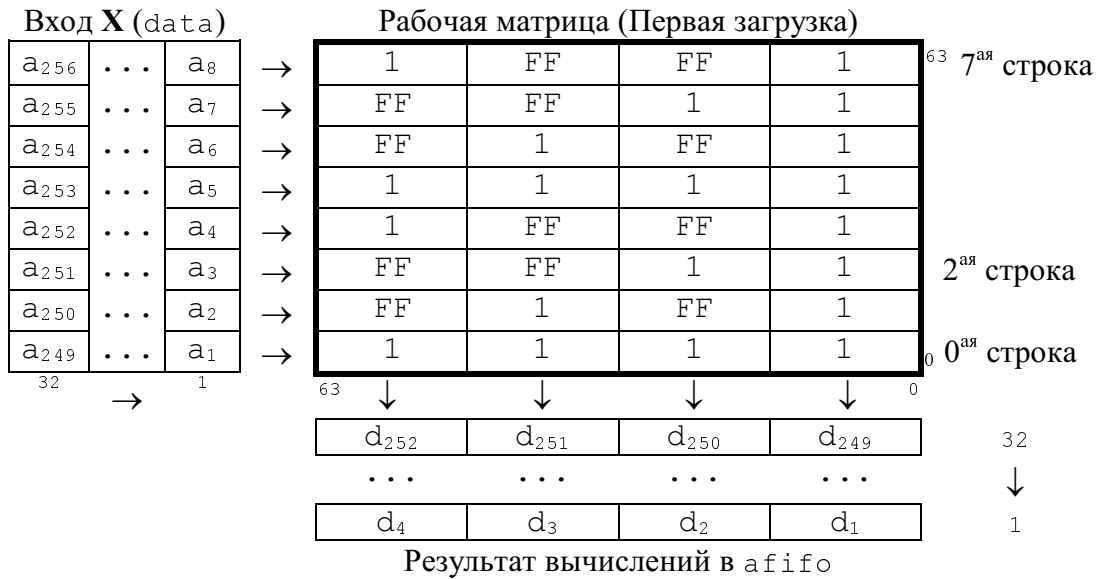 Вход X (data) Рабочая матрица (Первая загрузка)
a256 ... a8 → 1 FF FF 1 63 7ая строка
a255 ... a7 → FF FF 1 1
a254 ... a6 → FF 1 FF 1
a253 ... a5 → 1 1 1 1
a252 ... a4 → 1 FF FF 1
a251 ... a3 → FF FF 1 1 2ая строка
a250 ... a2 → FF 1 FF 1
a249 ... a1 → 1 1 1 1 0 0ая строка
32 → 1 63 ↓ ↓ ↓ ↓ 0
d252 d251 d250 d249 32
... ... ... ... ↓
d4 d3 d2 d1 1
Результат вычислений в afifo